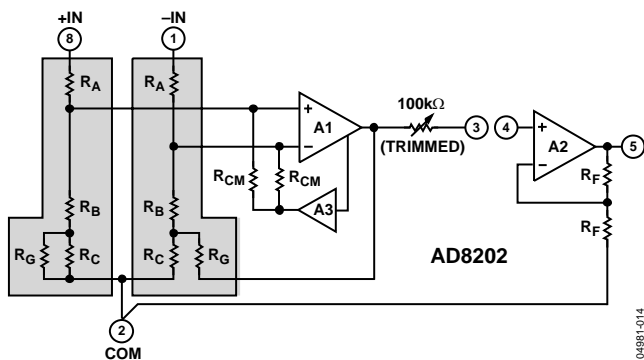 +IN
–IN
8
1
RA
RA
100kΩ
+
A1
–
3
4
+
A2
–
5
(TRIMMED)
RCM
RCM
RF
A3
RB
RB
RF
RG
RC
RC
RG
AD8202
2
COM
04981-014